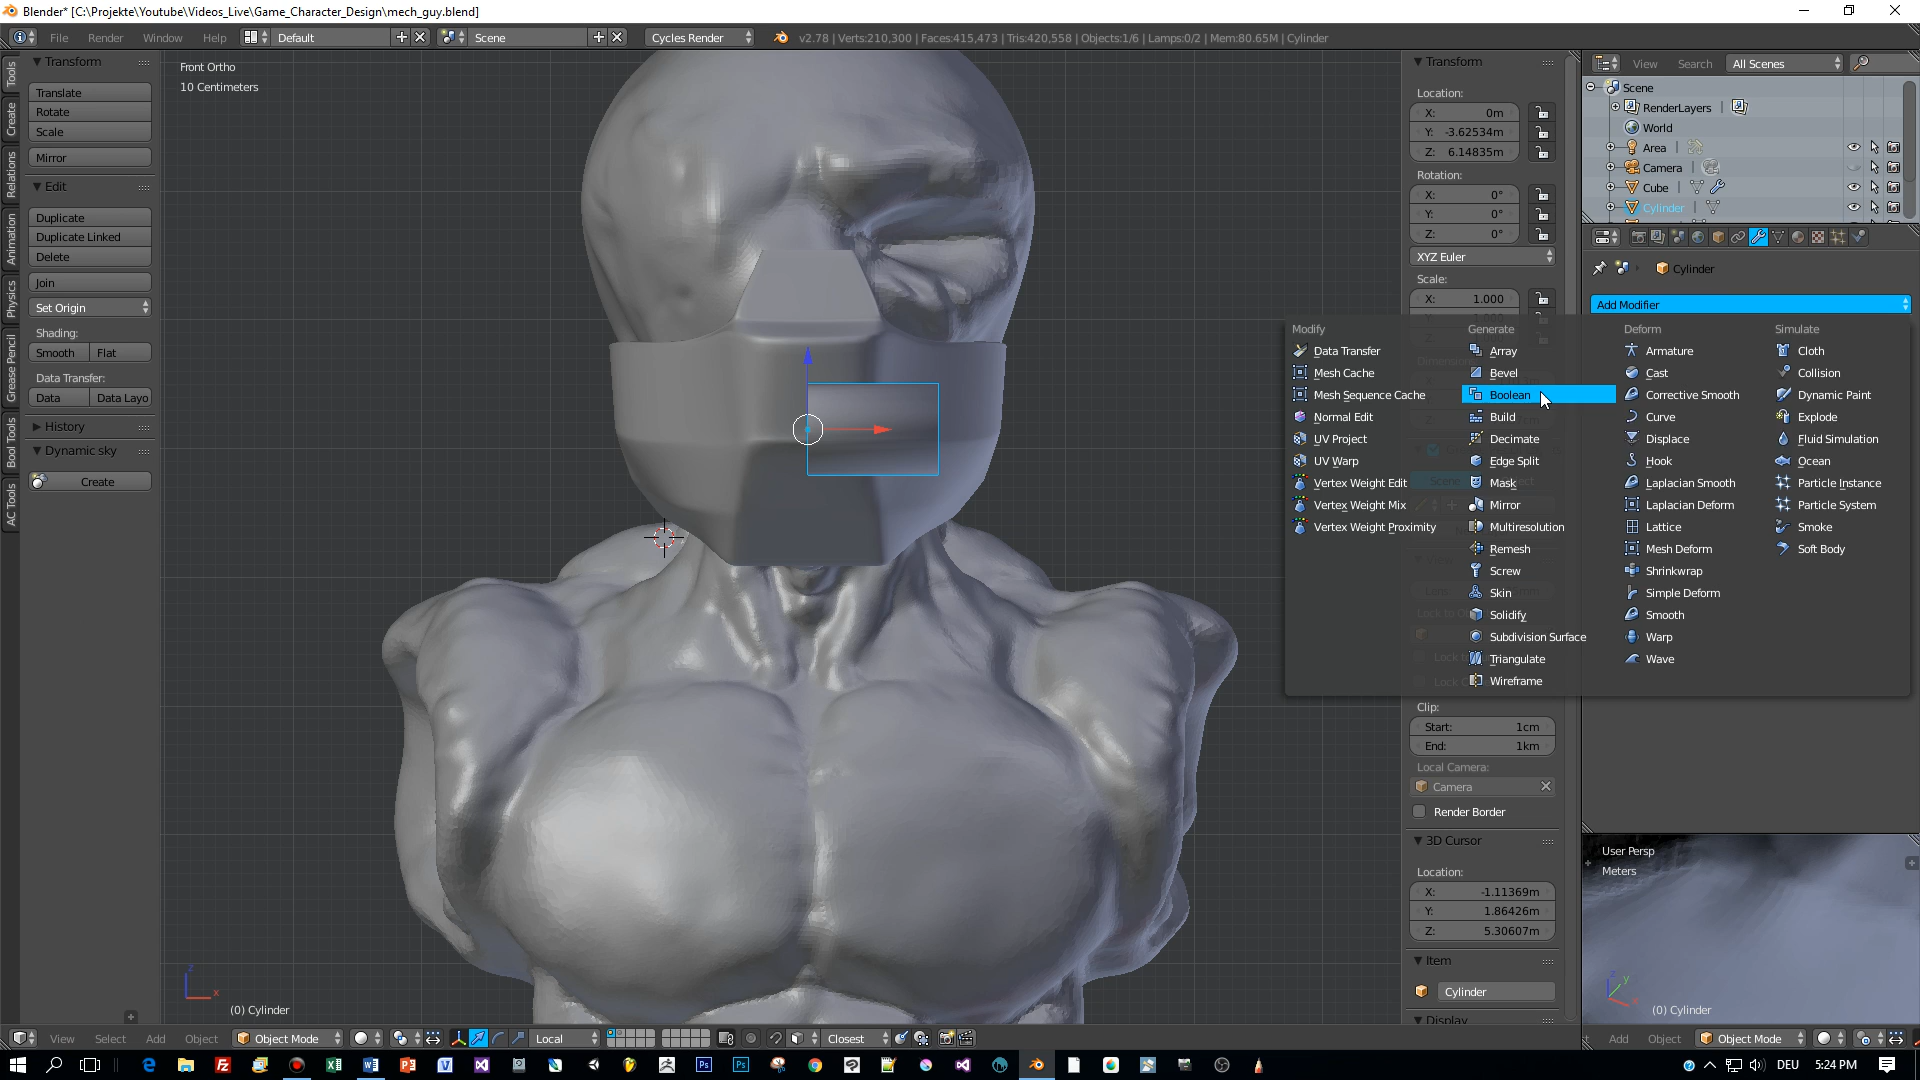 Blender* [C:\Projekte\Youtube\Videos_Live\Game_Character_Design\mech_guy.blend]
File Render Window Help Default Scene Cycles Render v2.78 | Verts:210,300 | Faces:415,473 | Tris:420,558 | Objects:1/6 | Lamps:0/2 | Mem:80.65M | Cylinder
Tools
Create
Relations
Animation
Physics
Grease Pencil
Bool Tools
AC Tools
Transform
Translate
Rotate
Scale
Mirror
Edit
Duplicate
Duplicate Linked
Delete
Join
Set Origin
Shading:
Smooth Flat
Data Transfer:
Data Data Layo
History
Dynamic sky
Create
Front Ortho
10 Centimeters
(0) Cylinder
Transform
Location:
X: 0m
Y: -3.62534m
Z: 6.14835m
Rotation:
X: 0°
Y: 0°
Z: 0°
XYZ Euler
Scale:
X: 1.000
Clip:
Start: 1cm
End: 1km
Local Camera:
Camera
Render Border
3D Cursor
Location:
X: -1.11369m
Y: 1.86426m
Z: 5.30607m
Item
Cylinder
Display
View Search All Scenes
Scene
RenderLayers
World
Area
Camera
Cube
Cylinder
Cylinder
Add Modifier
Modify
Data Transfer
Mesh Cache
Mesh Sequence Cache
Normal Edit
UV Project
UV Warp
Vertex Weight Edit
Vertex Weight Mix
Vertex Weight Proximity
Generate
Array
Bevel
Boolean
Build
Decimate
Edge Split
Mask
Mirror
Multiresolution
Remesh
Screw
Skin
Solidify
Subdivision Surface
Triangulate
Wireframe
Deform
Armature
Cast
Corrective Smooth
Curve
Displace
Hook
Laplacian Smooth
Laplacian Deform
Lattice
Mesh Deform
Shrinkwrap
Simple Deform
Smooth
Warp
Wave
Simulate
Cloth
Collision
Dynamic Paint
Explode
Fluid Simulation
Ocean
Particle Instance
Particle System
Smoke
Soft Body
User Persp
Meters
(0) Cylinder
View Select Add Object Object Mode Local Closest
Add Object Object Mode
DEU 5:24 PM